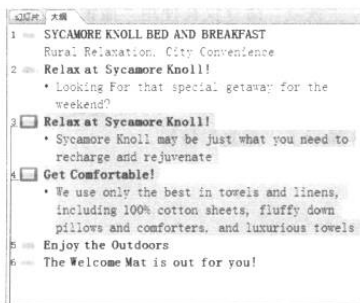 幻灯片 大纲
1 SYCAMORE KNOLL BED AND BREAKFAST
Rural Relaxation, City Convenience
2 Relax at Sycamore Knoll!
• Looking For that special getaway for the
weekend?
3 Relax at Sycamore Knoll!
• Sycamore Knoll may be just what you need to
recharge and rejuvenate
4 Get Comfortable!
• We use only the best in towels and linens,
including 100% cotton sheets, fluffy down
pillows and comforters, and luxurious towels
5 Enjoy the Outdoors
6 The Welcome Mat is out for you!